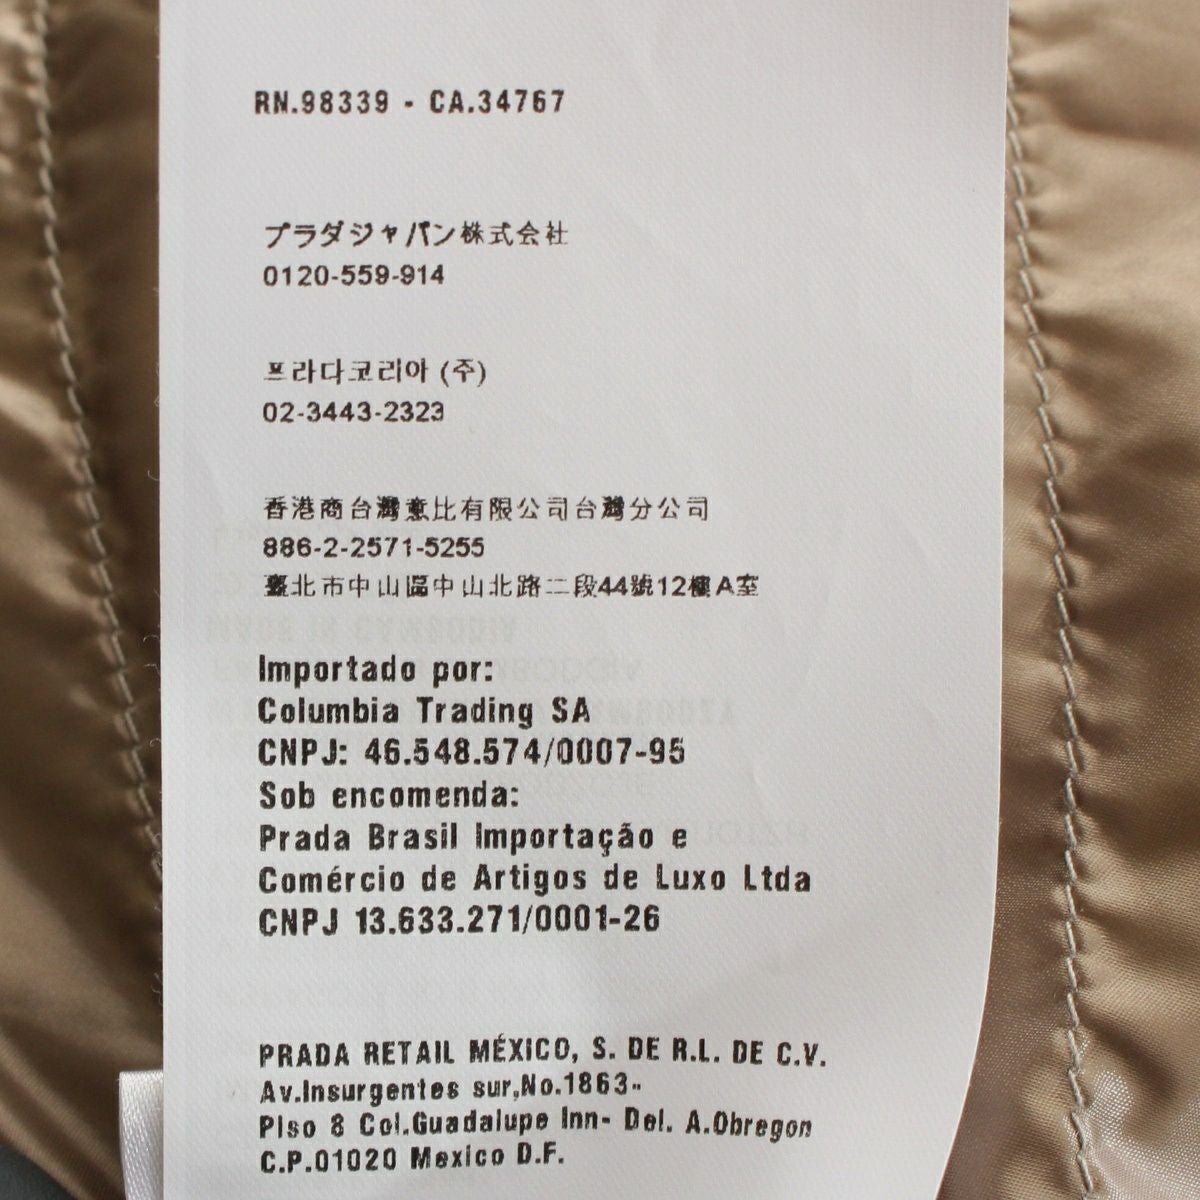 RN.98339 - CA.34767
プラダジャパン株式会社
0120-559-914
프라다코리아 (주)
02-3443-2323
香港商台灣意比有限公司台灣分公司
886-2-2571-5255
臺北市中山區中山北路二段44號12樓A室
Importado por:
Columbia Trading SA
CNPJ: 46.548.574/0007-95
Sob encomenda:
Prada Brasil Importação e
Comércio de Artigos de Luxo Ltda
CNPJ 13.633.271/0001-26
PRADA RETAIL MÉXICO, S. DE R.L. DE C.V.
Av.Insurgentes sur,No.1863-
Piso 8 Col.Guadalupe Inn- Del. A.Obregon
C.P.01020 Mexico D.F.